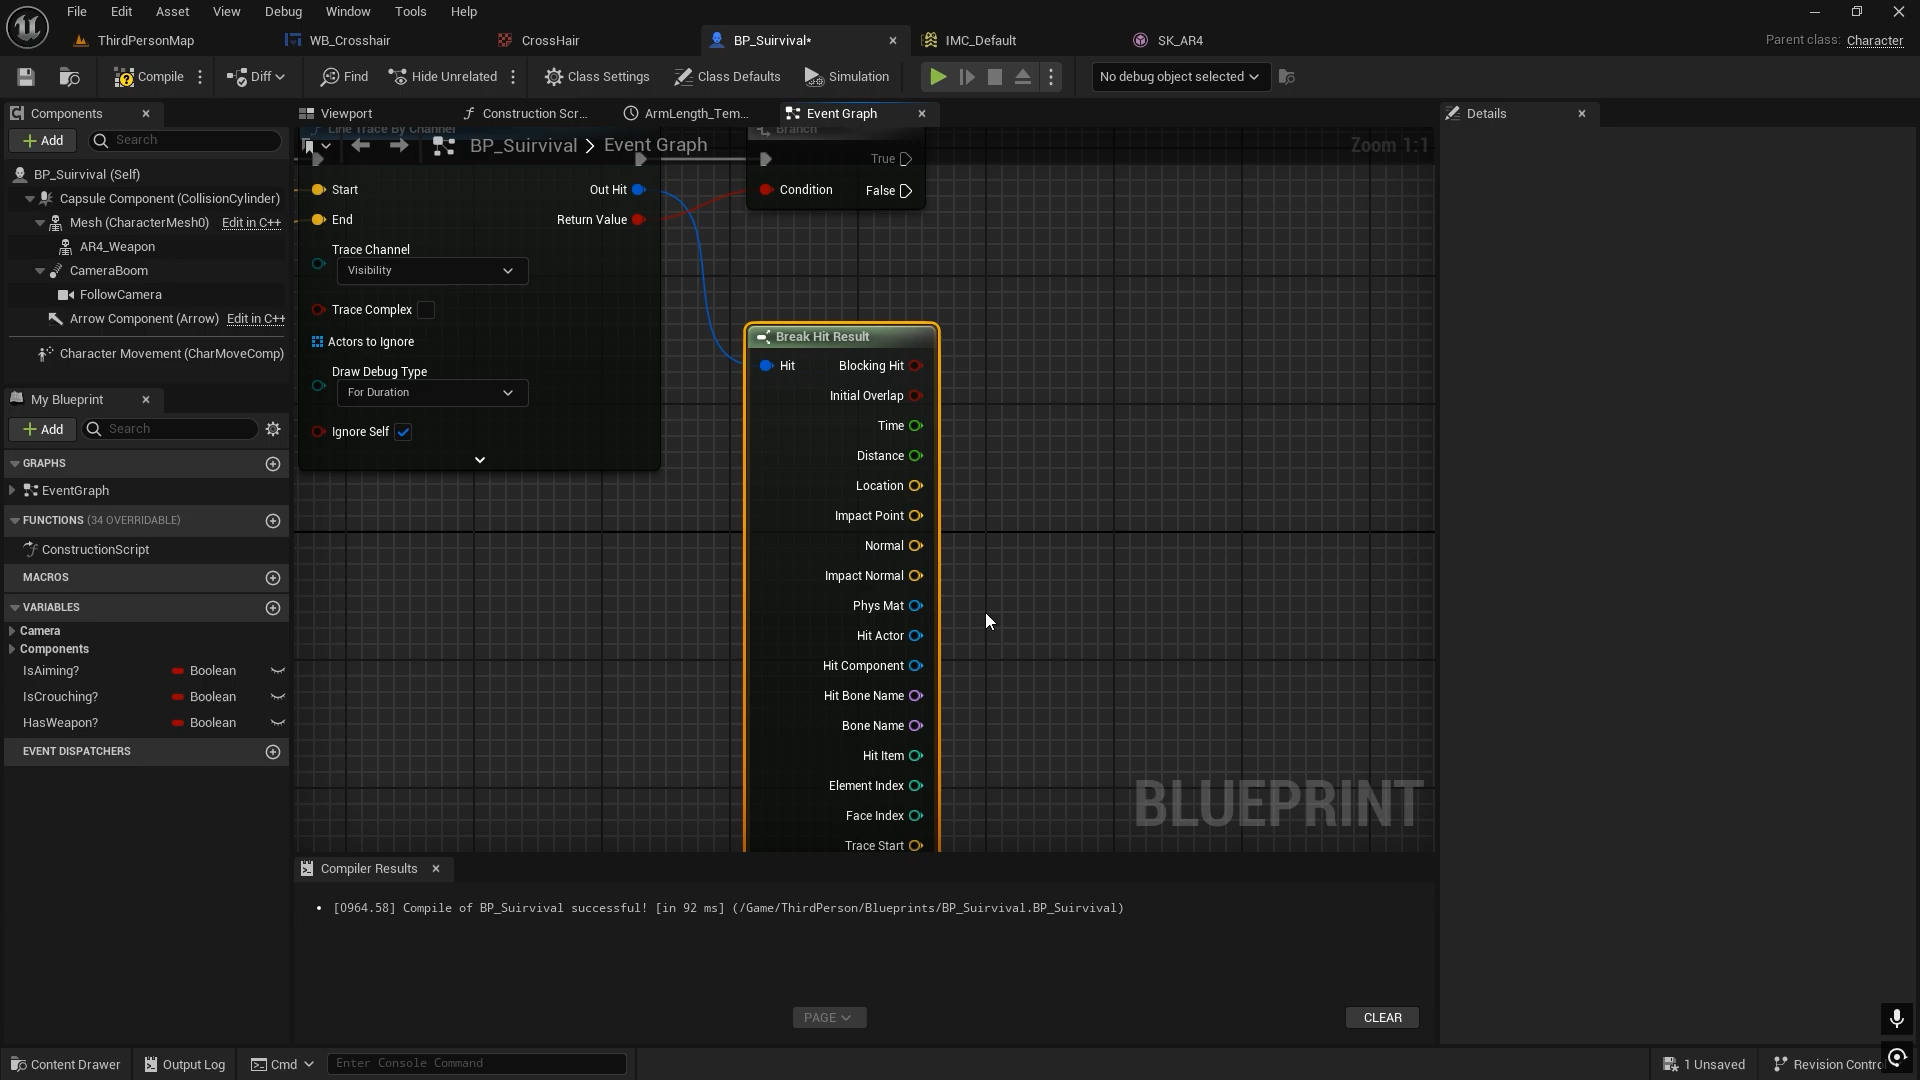 File Edit Asset View Debug Window Tools Help
ThirdPersonMap WB_Crosshair CrossHair BP_Suirvival* IMC_Default SK_AR4 Parent class: Character
Compile Diff Find Hide Unrelated Class Settings Class Defaults Simulation No debug object selected
Components
Add Search
BP_Suirvival (Self)
Capsule Component (CollisionCylinder)
Mesh (CharacterMesh0) Edit in C++
AR4_Weapon
CameraBoom
FollowCamera
Arrow Component (Arrow) Edit in C++
Character Movement (CharMoveComp)
My Blueprint
Add Search
GRAPHS
EventGraph
FUNCTIONS (34 OVERRIDABLE)
ConstructionScript
MACROS
VARIABLES
Camera
Components
IsAiming? Boolean
IsCrouching? Boolean
HasWeapon? Boolean
EVENT DISPATCHERS
Viewport Construction Scr... ArmLength_Tem... Event Graph
Line Trace By Channel Branch
BP_Suirvival > Event Graph Zoom 1:1
True
Start Out Hit Condition False
End Return Value
Trace Channel
Visibility
Trace Complex
Actors to Ignore
Draw Debug Type
For Duration
Ignore Self
Break Hit Result
Hit Blocking Hit
Initial Overlap
Time
Distance
Location
Impact Point
Normal
Impact Normal
Phys Mat
Hit Actor
Hit Component
Hit Bone Name
Bone Name
Hit Item
Element Index
Face Index
Trace Start
BLUEPRINT
Compiler Results
[0964.58] Compile of BP_Suirvival successful! [in 92 ms] (/Game/ThirdPerson/Blueprints/BP_Suirvival.BP_Suirvival)
PAGE CLEAR
Details
Content Drawer Output Log Cmd Enter Console Command 1 Unsaved Revision Contro